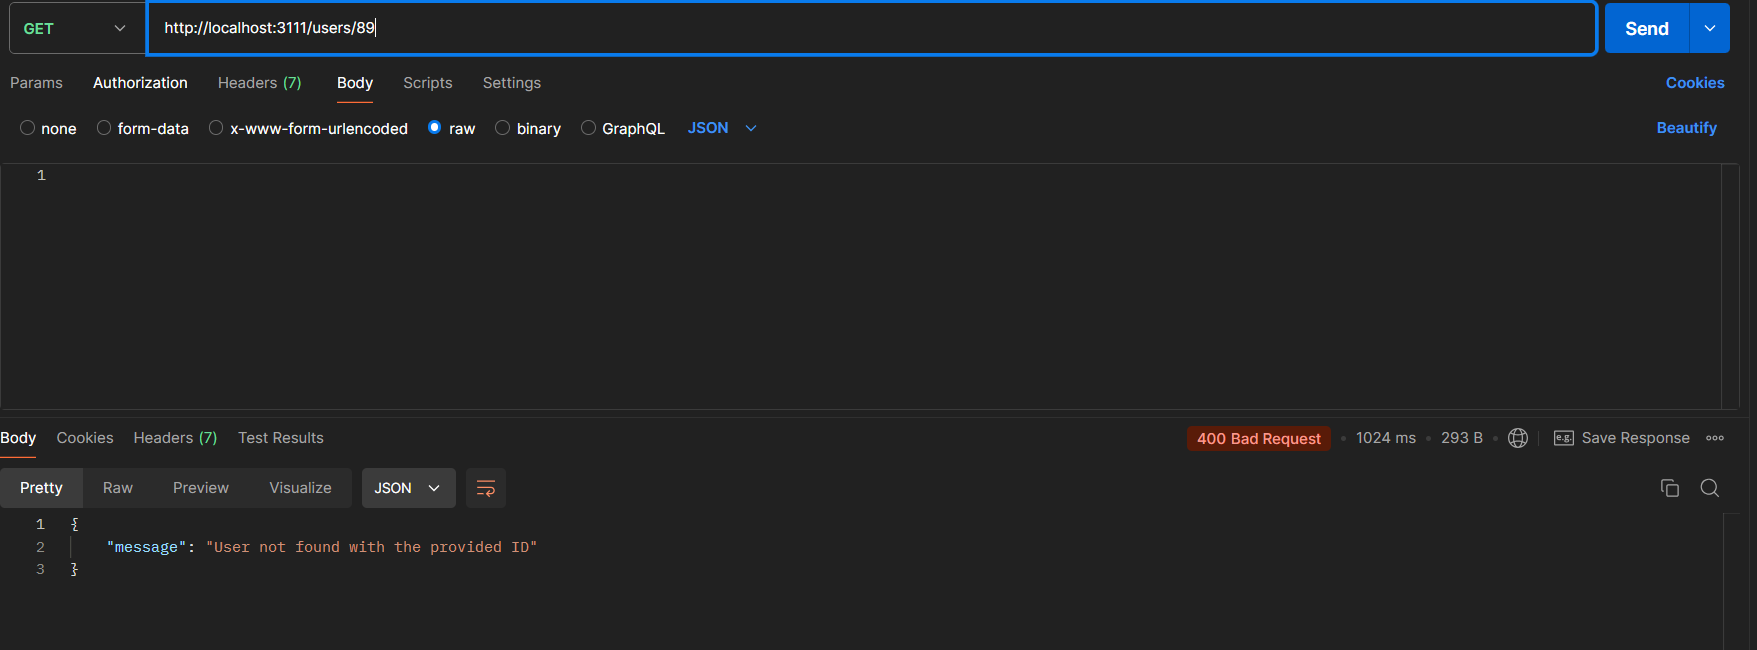 GET http://localhost:3111/users/89 Send
Params Authorization Headers (7) Body Scripts Settings Cookies
none form-data x-www-form-urlencoded raw binary GraphQL JSON Beautify
1
Body Cookies Headers (7) Test Results 400 Bad Request • 1024 ms • 293 B • e.g. Save Response
Pretty Raw Preview Visualize JSON
1 {
2 "message": "User not found with the provided ID"
3 }